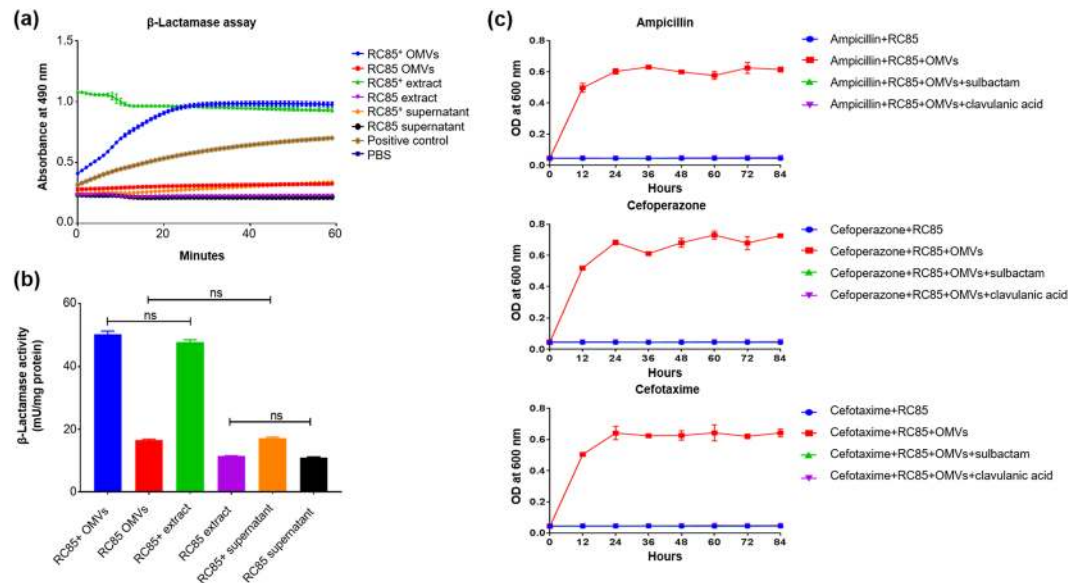 (a)
β-Lactamase assay
1.5
1.0
0.5
0.0
Absorbance at 490 nm
0
20
40
60
Minutes
RC85⁺ OMVs
RC85 OMVs
RC85⁺ extract
RC85 extract
RC85⁺ supernatant
RC85 supernatant
Positive control
PBS
(b)
60
40
20
0
β-Lactamase activity
(mU/mg protein)
ns
ns
ns
RC85+ OMVs
RC85 OMVs
RC85+ extract
RC85 extract
RC85+ supernatant
RC85 supernatant
(c)
Ampicillin
0.8
0.6
0.4
0.2
0.0
OD at 600 nm
0 12 24 36 48 60 72 84
Hours
Ampicillin+RC85
Ampicillin+RC85+OMVs
Ampicillin+RC85+OMVs+sulbactam
Ampicillin+RC85+OMVs+clavulanic acid
Cefoperazone
0.8
0.6
0.4
0.2
0.0
OD at 600 nm
0 12 24 36 48 60 72 84
Hours
Cefoperazone+RC85
Cefoperazone+RC85+OMVs
Cefoperazone+RC85+OMVs+sulbactam
Cefoperazone+RC85+OMVs+clavulanic acid
Cefotaxime
0.8
0.6
0.4
0.2
0.0
OD at 600 nm
0 12 24 36 48 60 72 84
Hours
Cefotaxime+RC85
Cefotaxime+RC85+OMVs
Cefotaxime+RC85+OMVs+sulbactam
Cefotaxime+RC85+OMVs+clavulanic acid